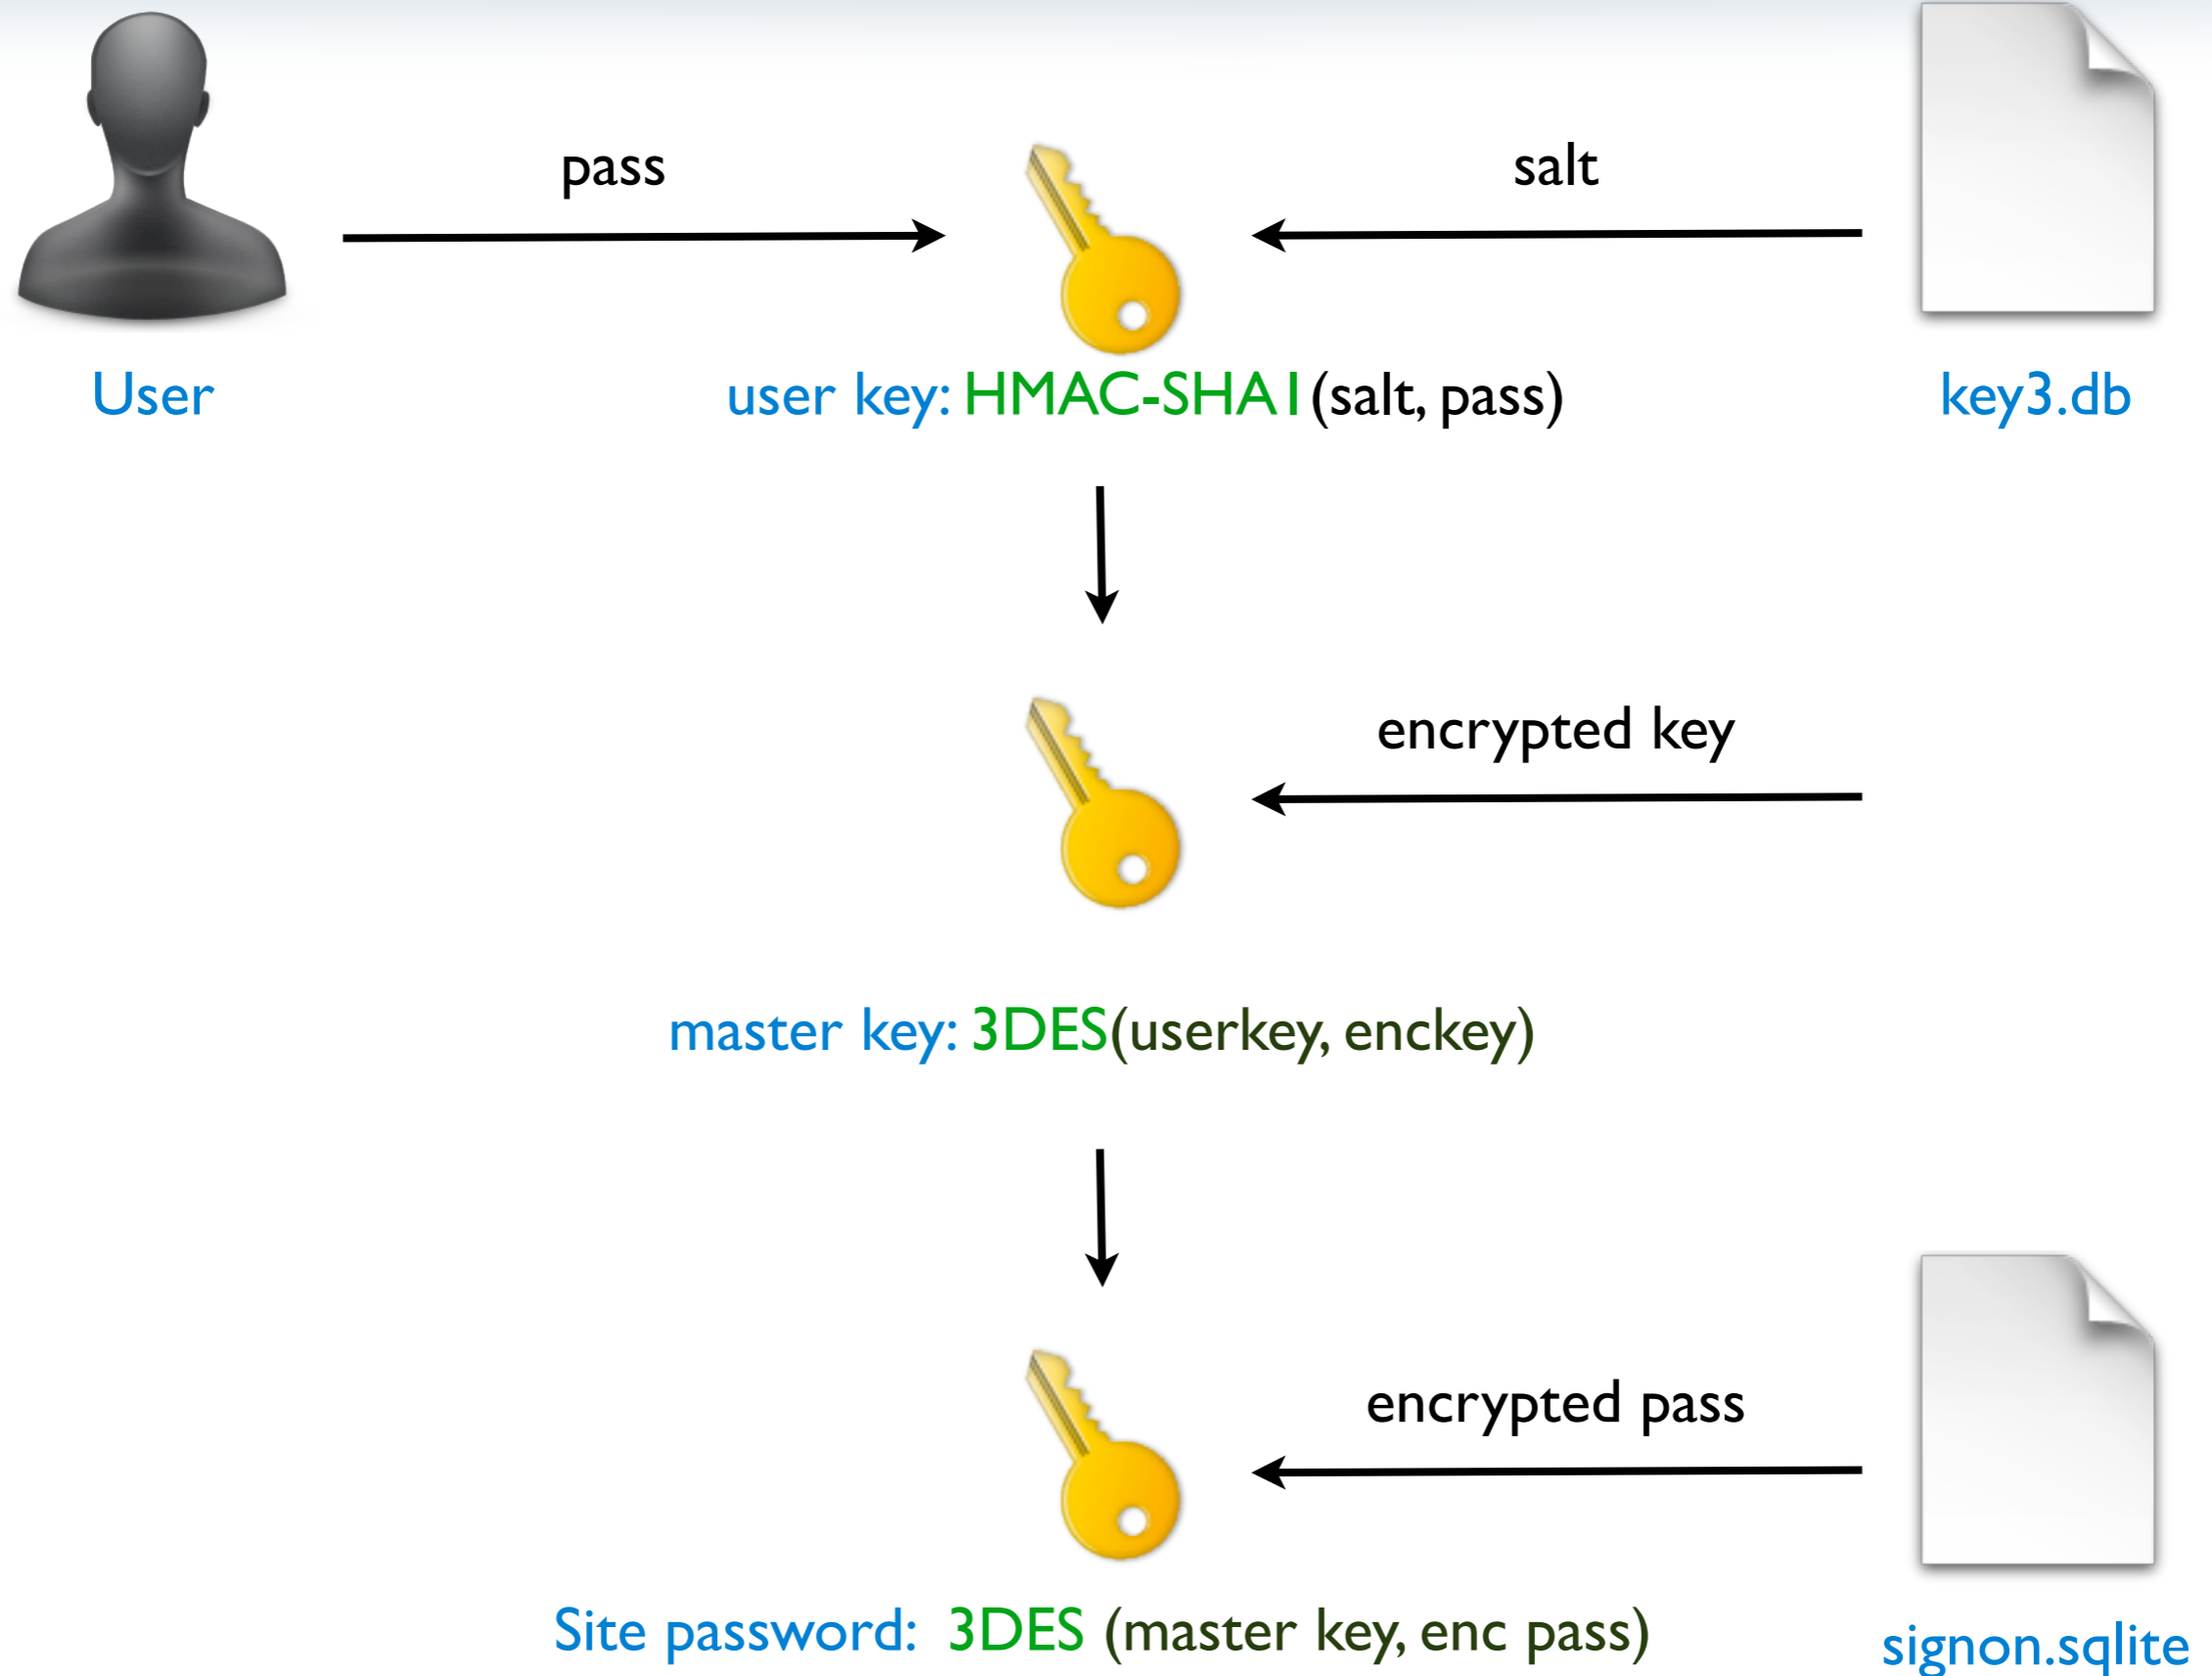 pass
salt
User
user key: HMAC-SHA1(salt, pass)
key3.db
encrypted key
master key: 3DES(userkey, enckey)
encrypted pass
Site password: 3DES (master key, enc pass)
signon.sqlite